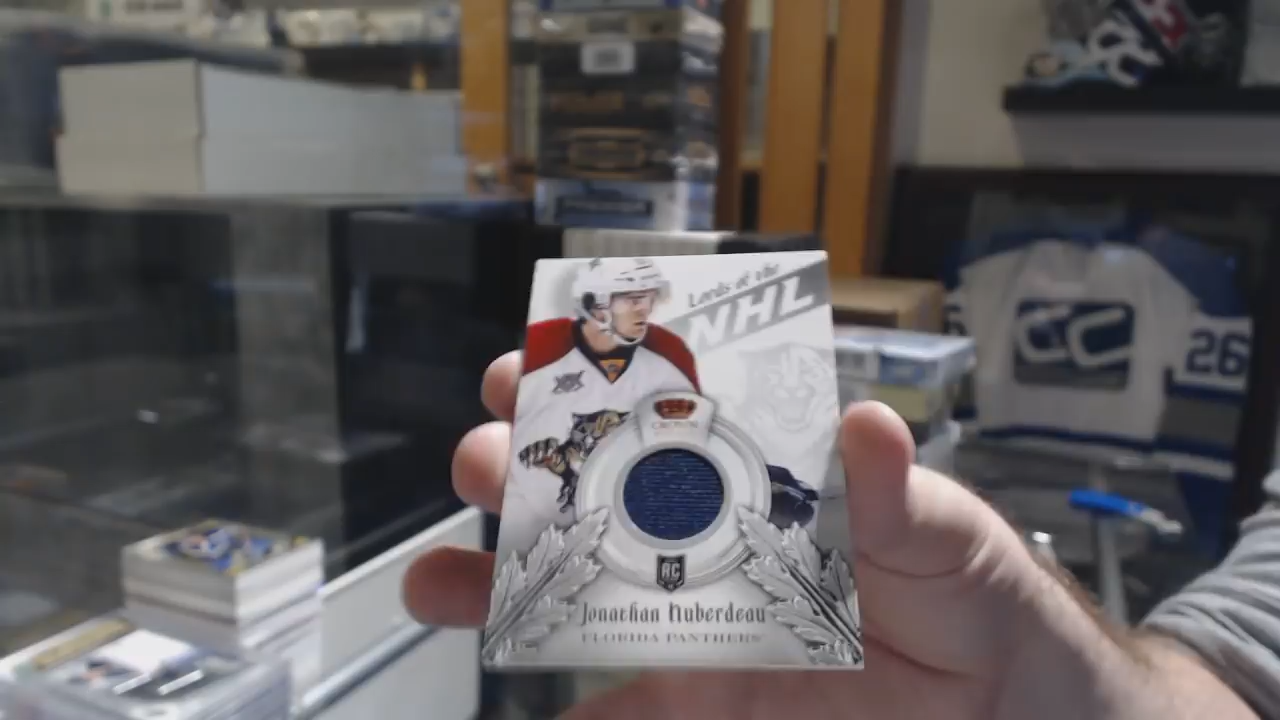 Lords of the
NHL
CROWN
RC
Jonathan Huberdeau
FLORIDA PANTHERS
26